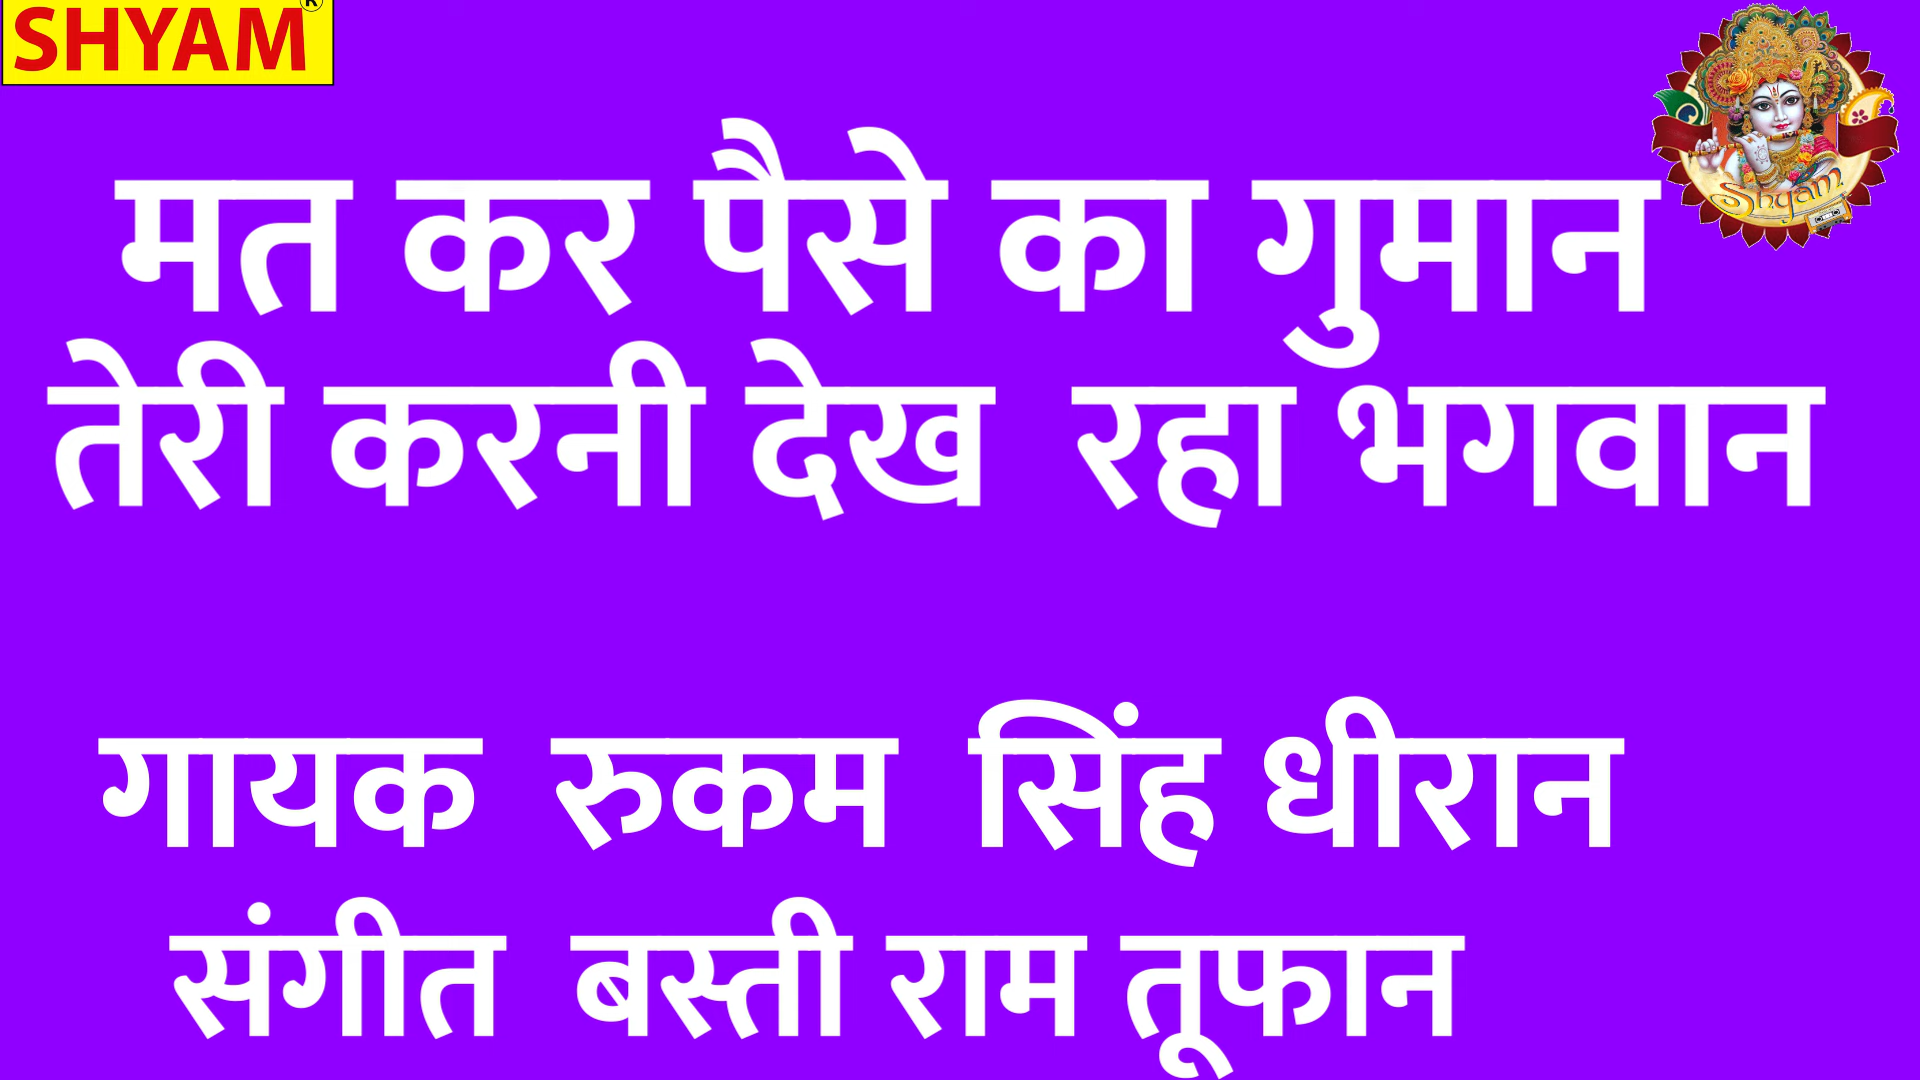 SHYAM®
Shyam
मत कर पैसे का गुमान
तेरी करनी देख रहा भगवान
गायक रुकम सिंह धीरान
संगीत बस्ती राम तूफान